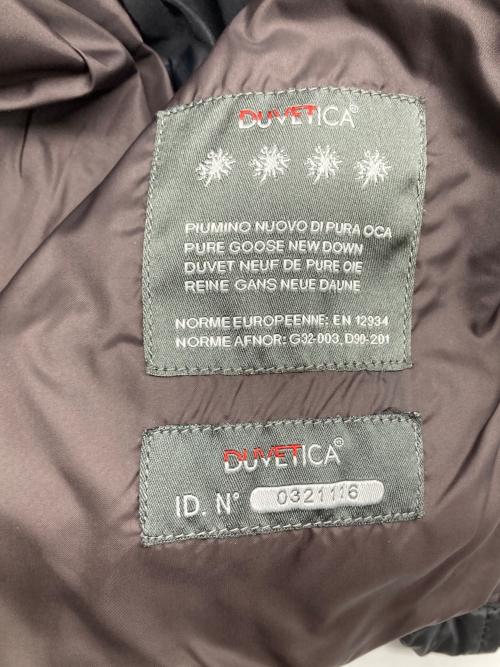 DUVETICA®
PIUMINO NUOVO DI PURA OCA
PURE GOOSE NEW DOWN
DUVET NEUF DE PURE OIE
REINE GANS NEUE DAUNE
NORME EUROPEENNE: EN 12934
NORME AFNOR: G32-003, D90-201
DUVETICA®
ID. N° 0321116